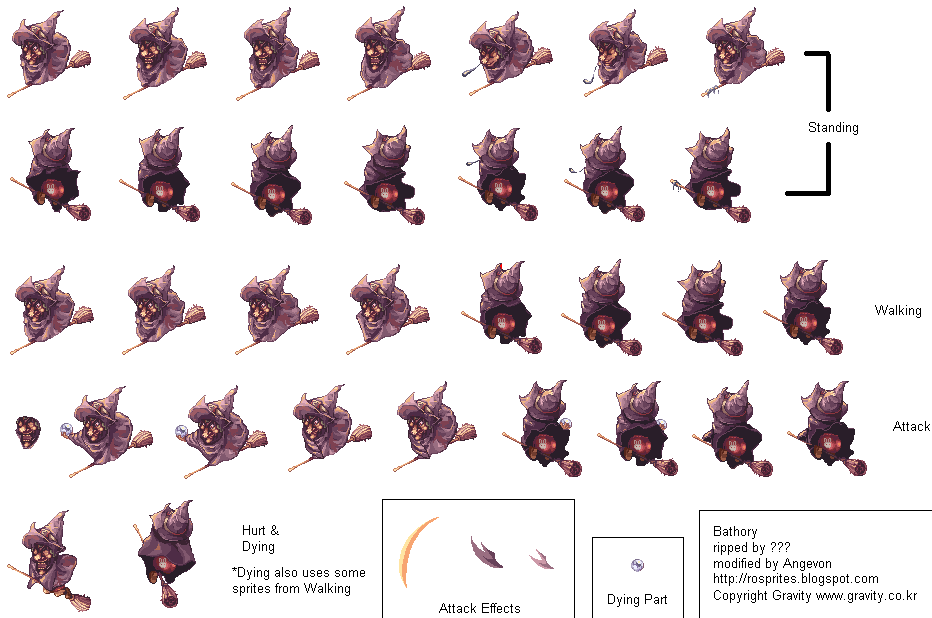 Standing
Walking
Attack
Hurt &
Dying
*Dying also uses some
sprites from Walking
Attack Effects
Dying Part
Bathory
ripped by ???
modified by Angevon
http://rosprites.blogspot.com
Copyright Gravity www.gravity.co.kr